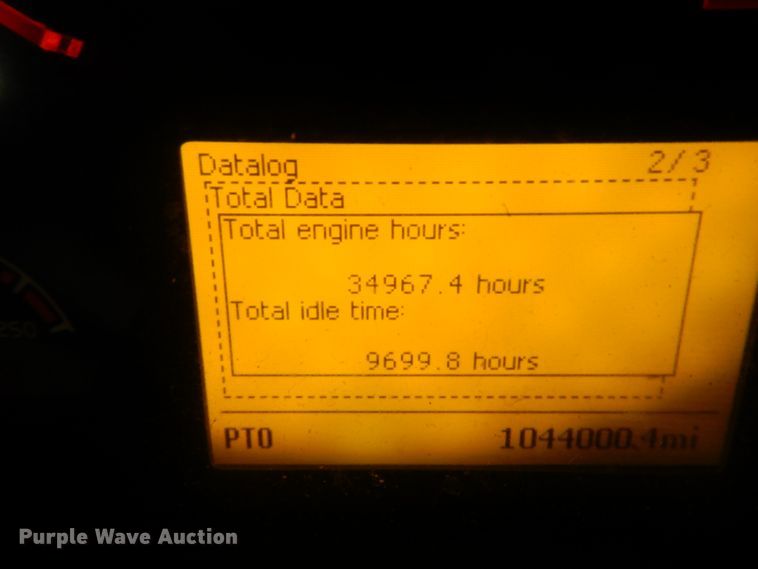 Datalog 2/3
Total Data
Total engine hours:
34967.4 hours
Total idle time:
9699.8 hours
PTO 1044000.4mi
250
Purple Wave Auction